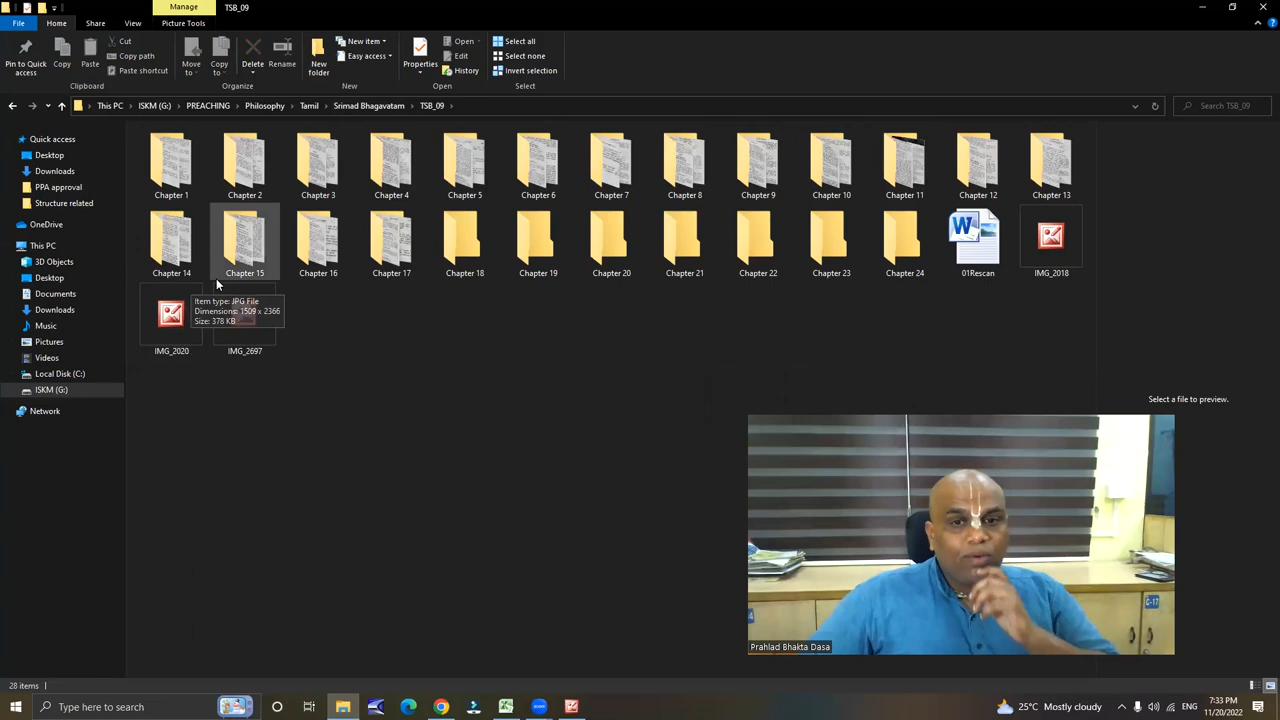 Manage
TSB_09
File
Home
Share
View
Picture Tools
Pin to Quick access
Copy
Paste
Cut
Copy path
Paste shortcut
Clipboard
Move to
Copy to
Delete
Rename
Organize
New folder
New item
Easy access
New
Properties
Open
Edit
History
Open
Select all
Select none
Invert selection
Select
This PC
ISKM (G:)
PREACHING
Philosophy
Tamil
Srimad Bhagavatam
TSB_09
Search TSB_09
Quick access
Desktop
Downloads
PPA approval
Structure related
OneDrive
This PC
3D Objects
Desktop
Documents
Downloads
Music
Pictures
Videos
Local Disk (C:)
ISKM (G:)
Network
Chapter 1
Chapter 2
Chapter 3
Chapter 4
Chapter 5
Chapter 6
Chapter 7
Chapter 8
Chapter 9
Chapter 10
Chapter 11
Chapter 12
Chapter 13
Chapter 14
Chapter 15
Chapter 16
Chapter 17
Chapter 18
Chapter 19
Chapter 20
Chapter 21
Chapter 22
Chapter 23
Chapter 24
01Rescan
IMG_2018
Item type: JPG File
Dimensions: 1509 x 2366
Size: 378 KB
IMG_2020
IMG_2697
Select a file to preview.
C-17
Prahlad Bhakta Dasa
28 items
Type here to search
25°C Mostly cloudy
ENG
7:33 PM
11/20/2022